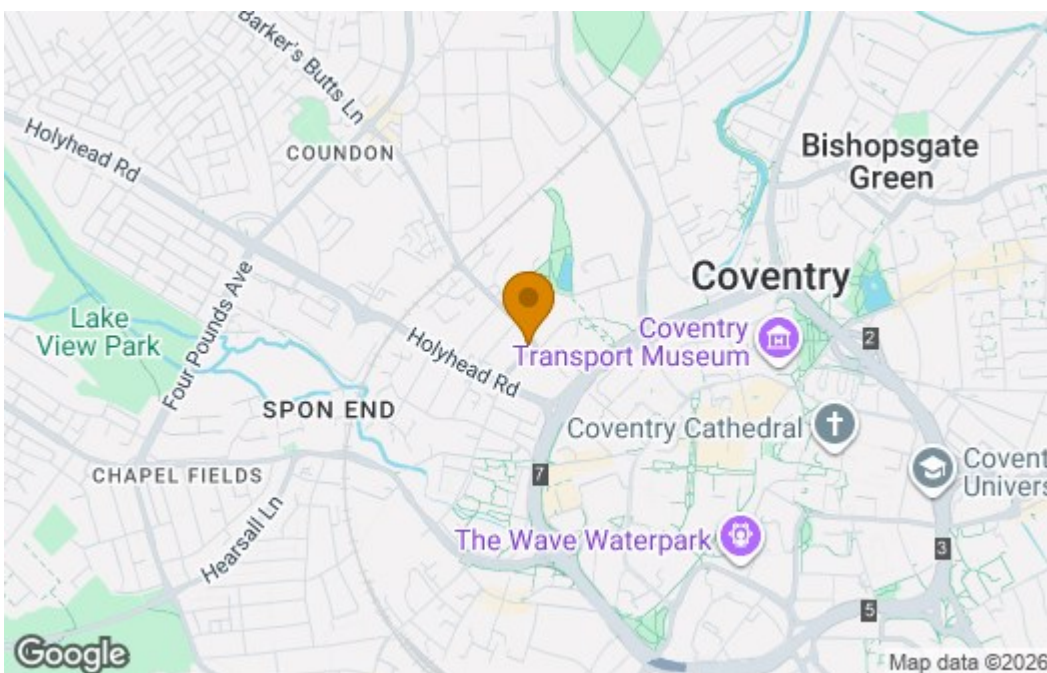 Barker's Butts Ln
Holyhead Rd
COUNDON
Bishopsgate
Green
Coventry
Four Pounds Ave
Lake
View Park
Coventry
Transport Museum
2
Holyhead Rd
SPON END
Coventry Cathedral
CHAPEL FIELDS
7
Covent
Univers
Hearsall Ln
The Wave Waterpark
3
5
Google
Map data ©2026